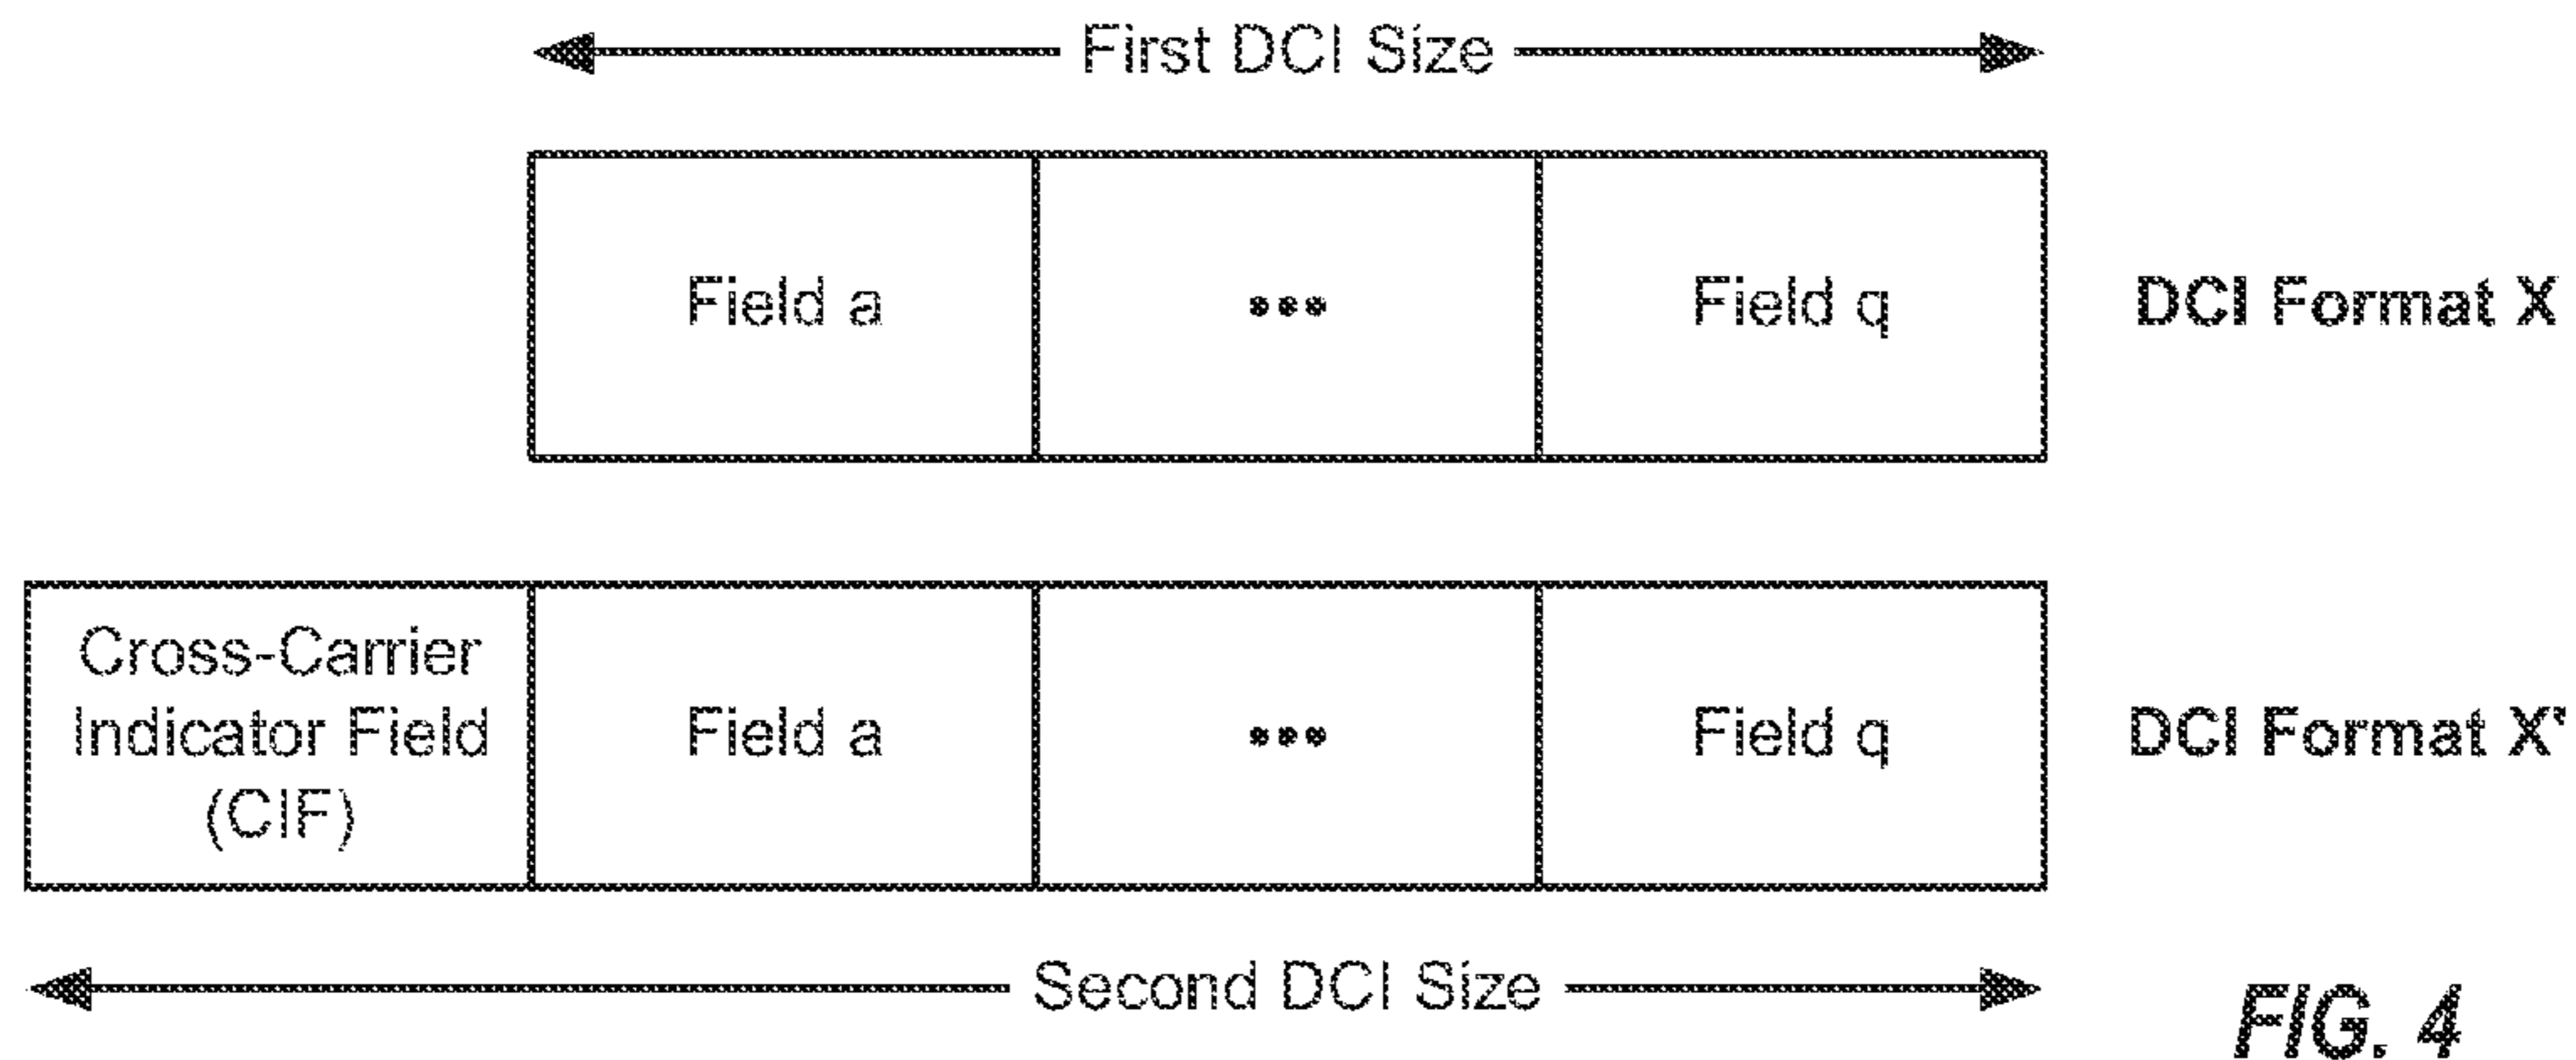 First DCI Size
Field a ••• Field q DCI Format X
Cross-Carrier
Indicator Field
(CIF)
Field a ••• Field q DCI Format X'
Second DCI Size
FIG. 4